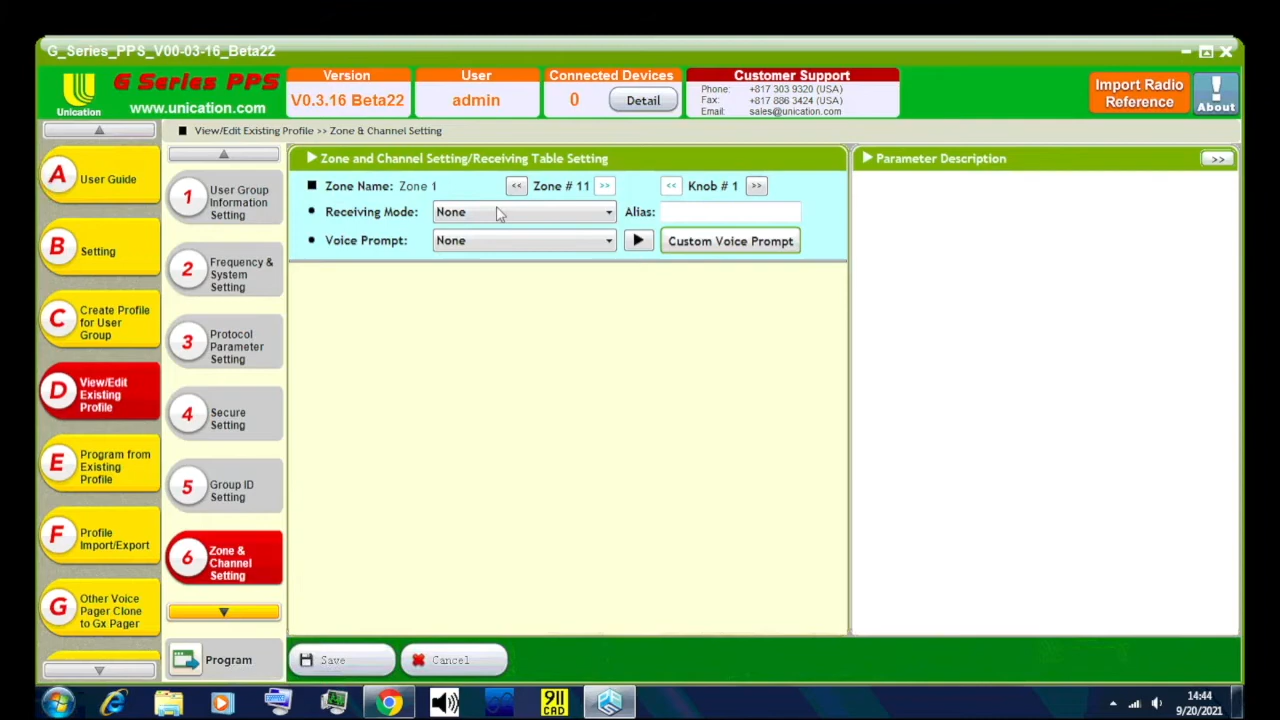 G_Series_PPS_V00-03-16_Beta22
Unication
G Series PPS
www.unication.com
Version
V0.3.16 Beta22
User
admin
Connected Devices
0
Detail
Customer Support
Phone: +817 303 9320 (USA)
Fax: +817 886 3424 (USA)
Email: sales@unication.com
Import Radio
Reference
!
About
View/Edit Existing Profile >> Zone & Channel Setting
A
User Guide
B
Setting
C
Create Profile
for User
Group
D
View/Edit
Existing
Profile
E
Program from
Existing
Profile
F
Profile
Import/Export
G
Other Voice
Pager Clone
to Gx Pager
1
User Group
Information
Setting
2
Frequency &
System
Setting
3
Protocol
Parameter
Setting
4
Secure
Setting
5
Group ID
Setting
6
Zone &
Channel
Setting
Program
Zone and Channel Setting/Receiving Table Setting
Zone Name: Zone 1
<< Zone # 11 >>
<< Knob # 1 >>
Receiving Mode: None
Alias:
Voice Prompt: None
Custom Voice Prompt
Save
Cancel
Parameter Description
>>
911
CAD
14:44
9/20/2021